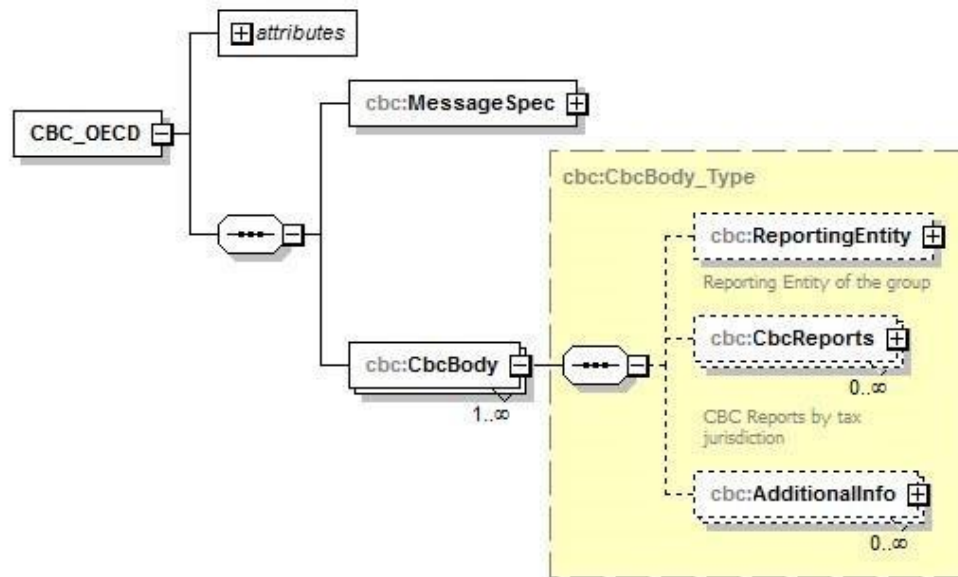 attributes
cbc:MessageSpec
CBC_OECD
cbc:CbcBody_Type
cbc:ReportingEntity
Reporting Entity of the group
cbc:CbcReports
0..∞
cbc:CbcBody
1..∞
CBC Reports by tax
jurisdiction
cbc:AdditionalInfo
0..∞